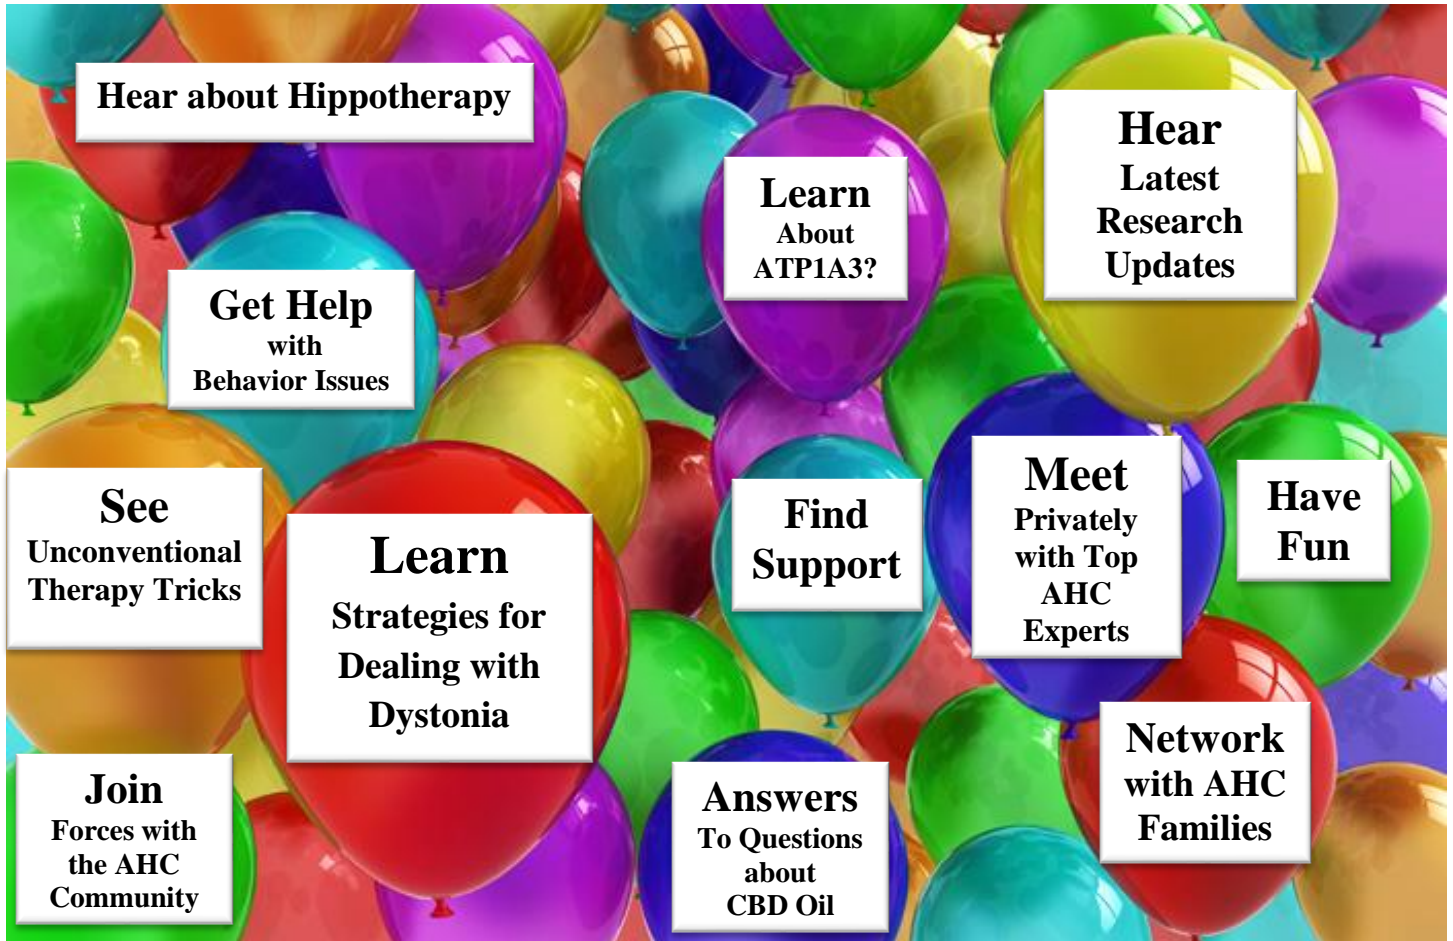 Hear about Hippotherapy
Hear
Latest
Research
Updates
Learn
About
ATP1A3?
Get Help
with
Behavior Issues
See
Unconventional
Therapy Tricks
Learn
Strategies for
Dealing with
Dystonia
Find
Support
Meet
Privately
with Top
AHC
Experts
Have
Fun
Join
Forces with
the AHC
Community
Answers
To Questions
about
CBD Oil
Network
with AHC
Families